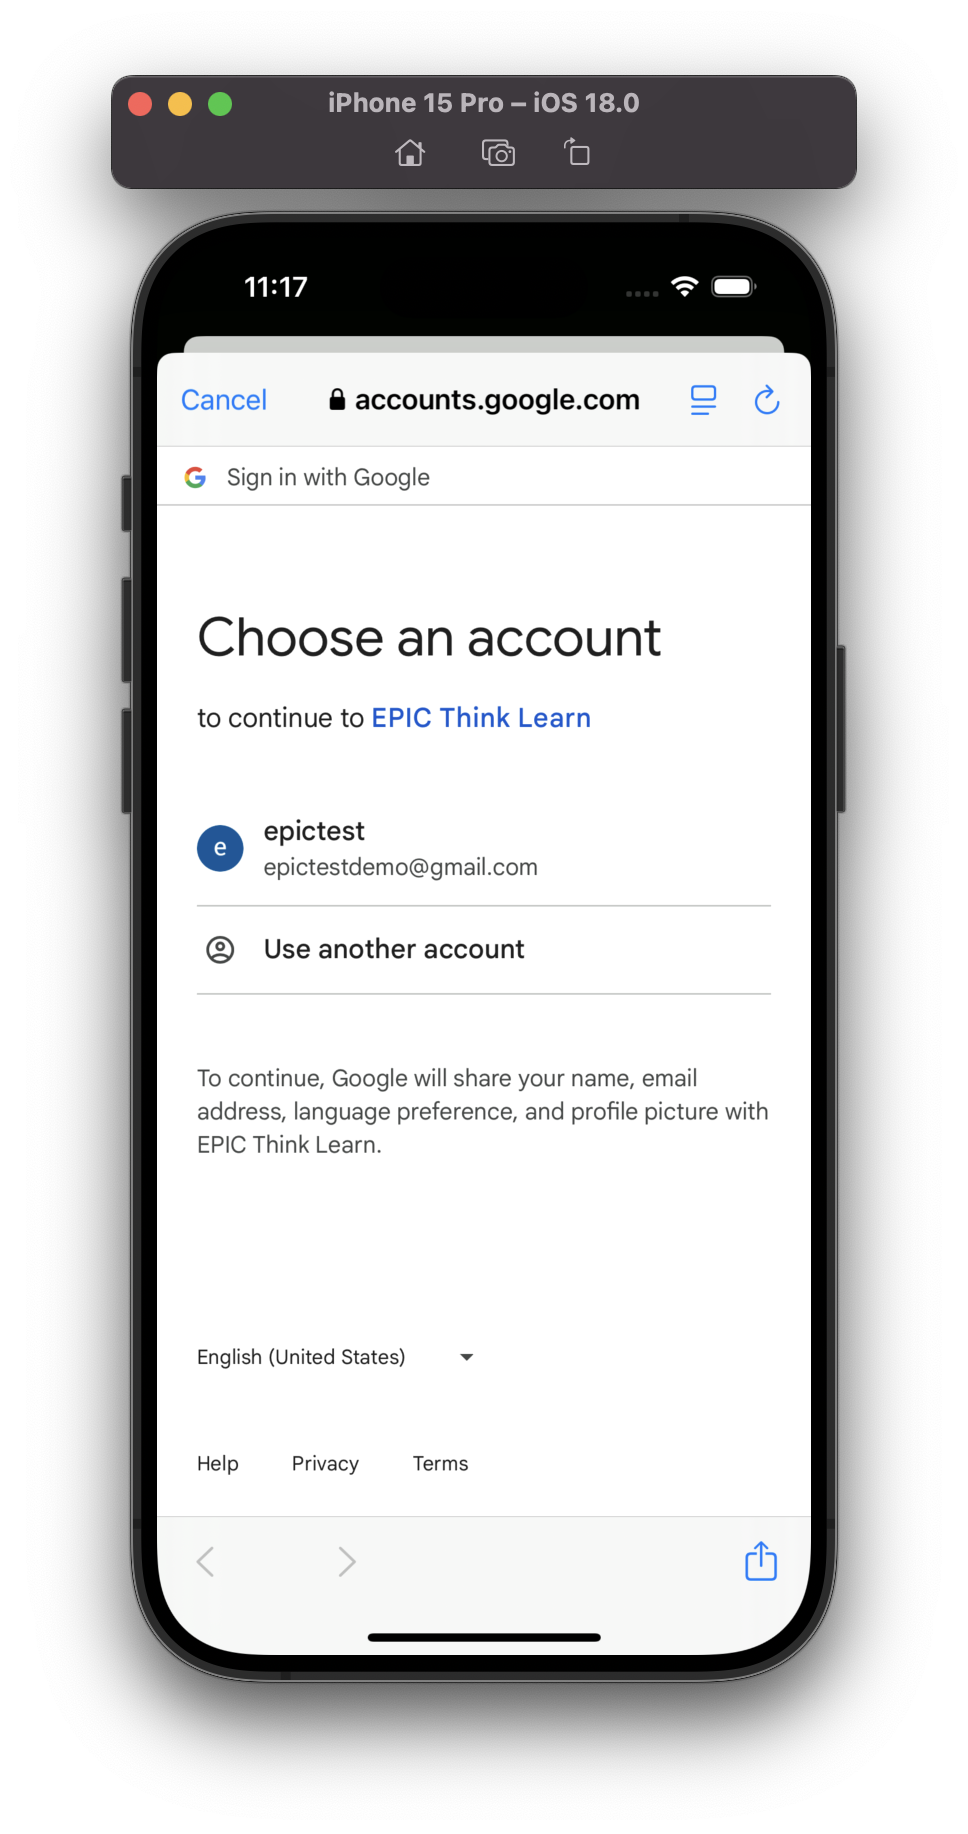 iPhone 15 Pro – iOS 18.0
11:17
Cancel
accounts.google.com
Sign in with Google
Choose an account
to continue to EPIC Think Learn
e
epictest
epictestdemo@gmail.com
Use another account
To continue, Google will share your name, email
address, language preference, and profile picture with
EPIC Think Learn.
English (United States)
Help Privacy Terms